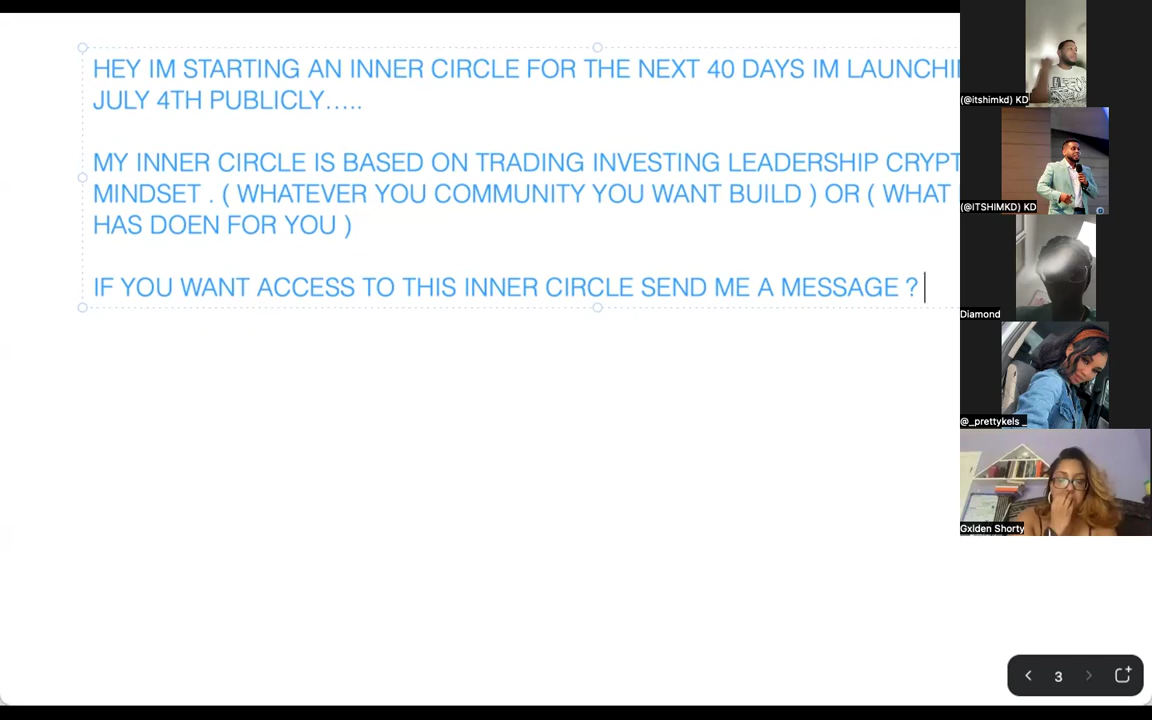 HEY IM STARTING AN INNER CIRCLE FOR THE NEXT 40 DAYS IM
JULY 4TH PUBLICLY.....
MY INNER CIRCLE IS BASED ON TRADING INVESTING LEADERSHIP
MINDSET . ( WHATEVER YOU COMMUNITY YOU WANT BUILD ) OR ( WHAT
HAS DOEN FOR YOU )
IF YOU WANT ACCESS TO THIS INNER CIRCLE SEND ME A MESSAGE ?
(@itshimkd) KD
(@ITSHIMKD) KD
Diamond
@_prettykels _
Gxlden Shorty
3